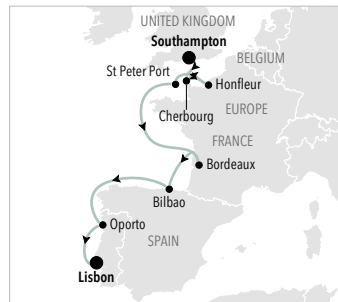 UNITED KINGDOM
Southampton
BELGIUM
St Peter Port
Honfleur
EUROPE
Cherbourg
FRANCE
Bordeaux
Bilbao
Oporto
SPAIN
Lisbon